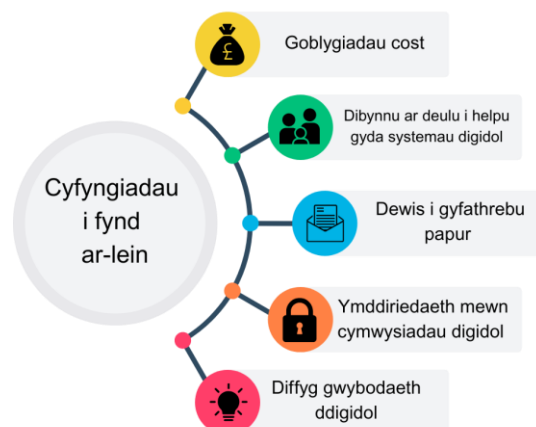 Goblygiadau cost
Dibynnu ar deulu i helpu
gyda systemau digidol
Cyfyngiadau
i fynd
ar-lein
Dewis i gyfathrebu
papur
Ymddiriedaeth mewn
cymwysiadau digidol
Diffyg gwybodaeth
ddigidol